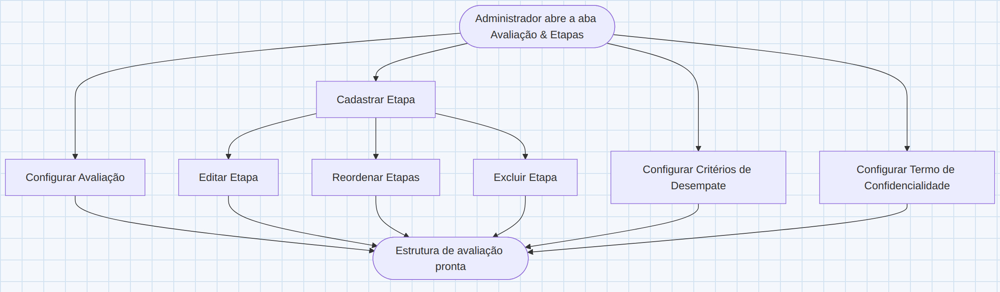 Administrador abre a aba
Avaliação & Etapas
Cadastrar Etapa
Configurar Avaliação
Editar Etapa
Reordenar Etapas
Excluir Etapa
Configurar Critérios de
Desempate
Configurar Termo de
Confidencialidade
Estrutura de avaliação
pronta